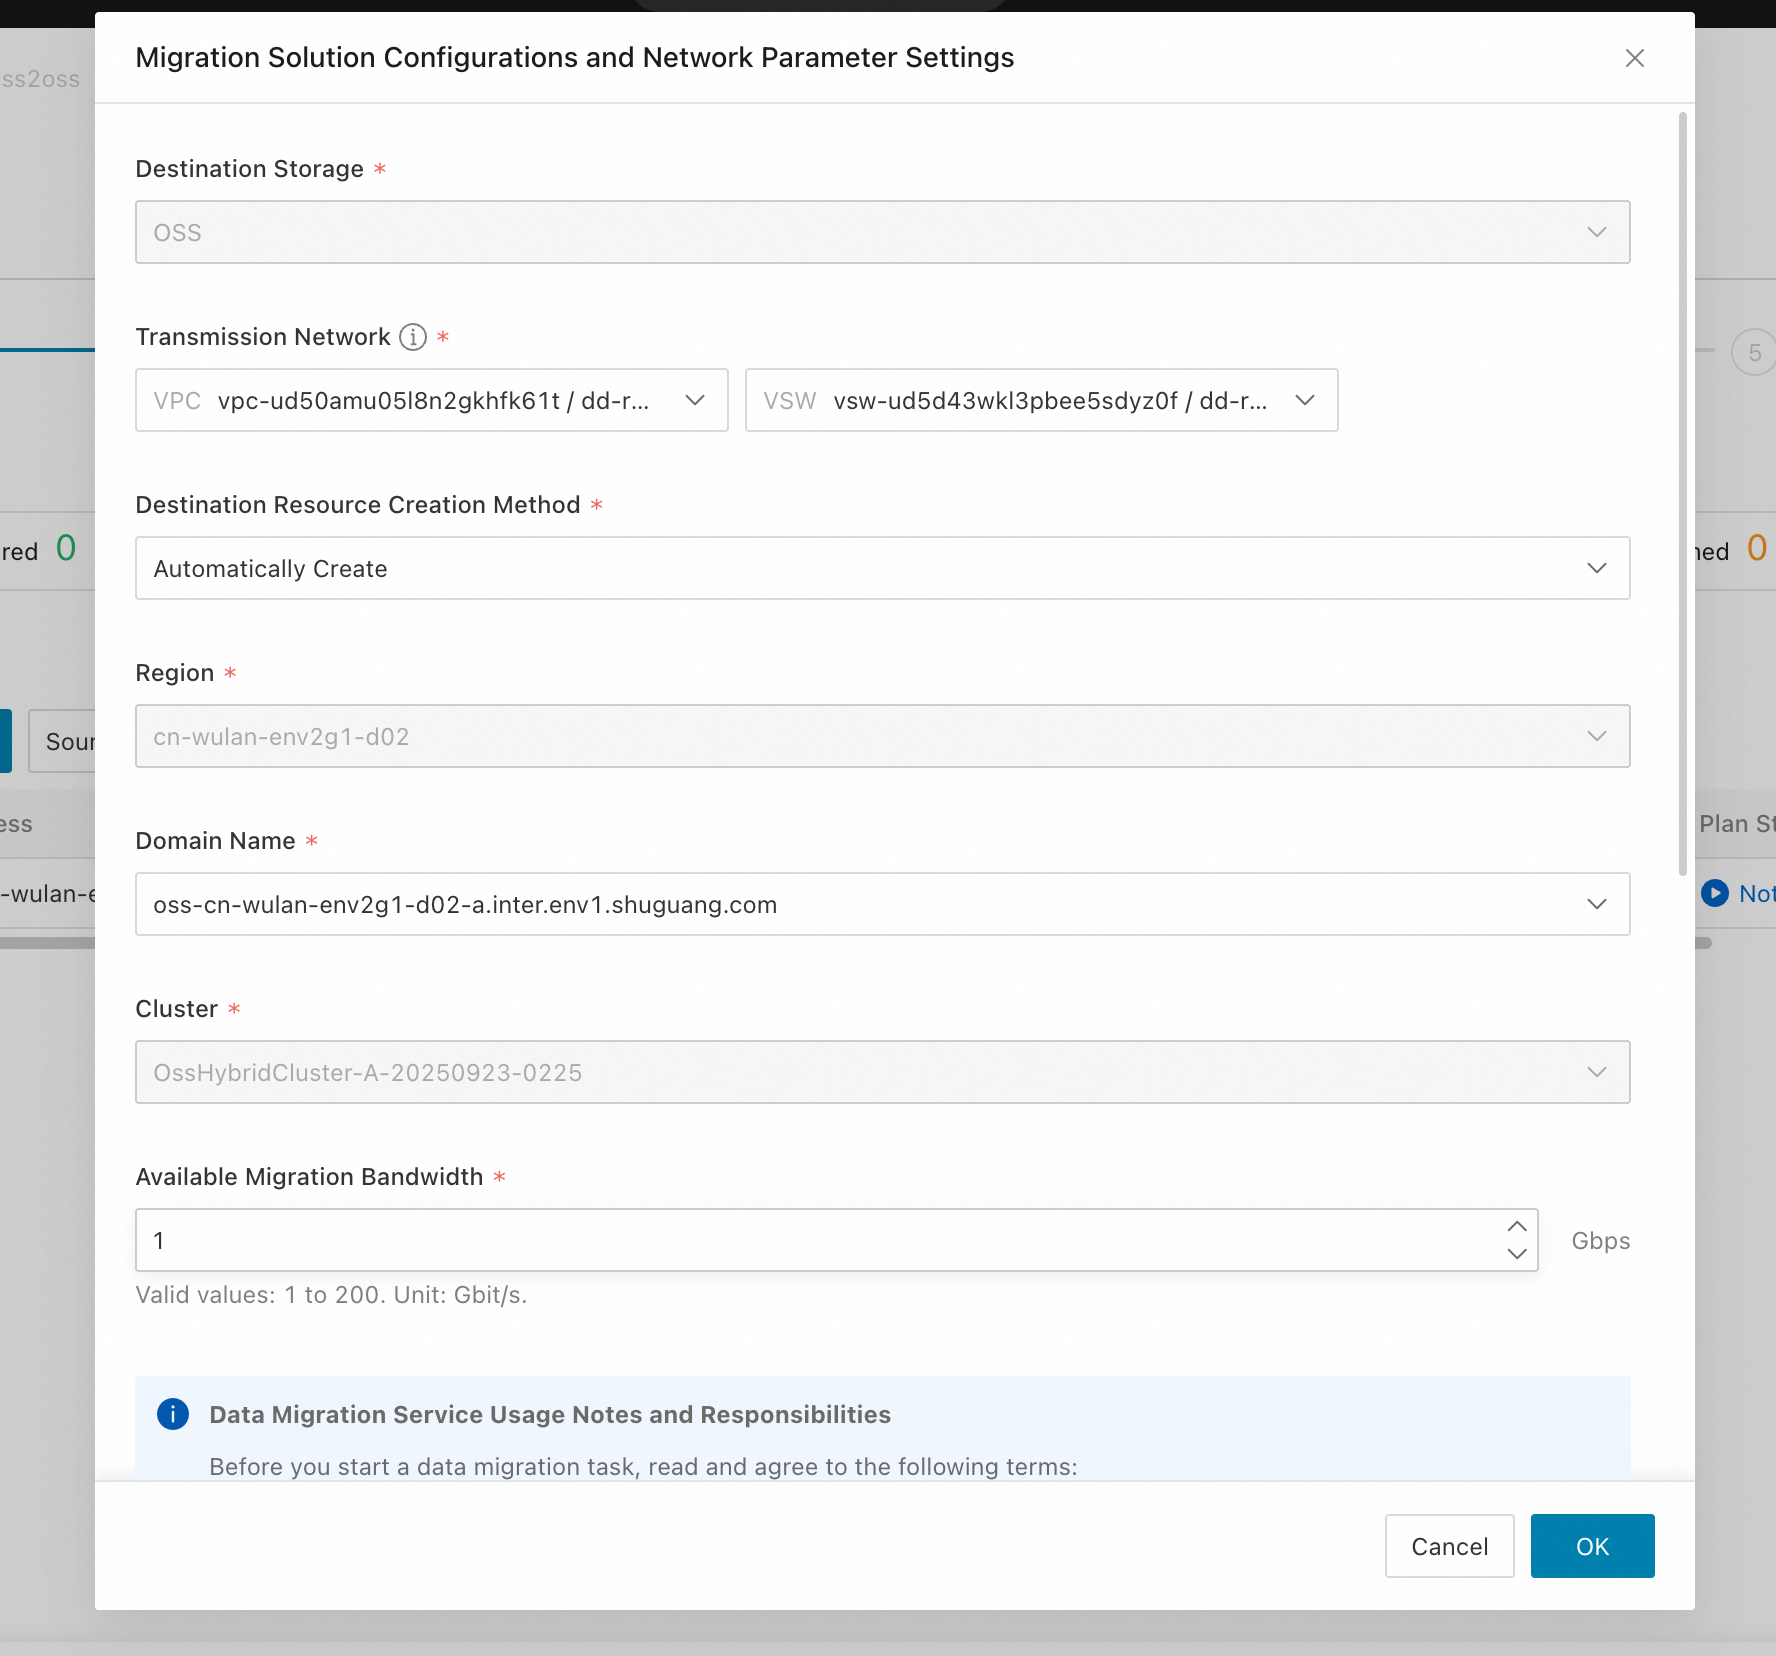 Migration Solution Configurations and Network Parameter Settings
ss2oss
Destination Storage *
OSS
Transmission Network *
5
VPC vpc-ud50amu05l8n2gkhfk61t / dd-r...
VSW vsw-ud5d43wkl3pbee5sdyz0f / dd-r...
Destination Resource Creation Method *
red 0
ned 0
Automatically Create
Region *
cn-wulan-env2g1-d02
Sour
Domain Name *
ess
Plan St
-wulan-e
oss-cn-wulan-env2g1-d02-a.inter.env1.shuguang.com
Not
Cluster *
OssHybridCluster-A-20250923-0225
Available Migration Bandwidth *
1
Gbps
Valid values: 1 to 200. Unit: Gbit/s.
Data Migration Service Usage Notes and Responsibilities
Before you start a data migration task, read and agree to the following terms:
Cancel
OK